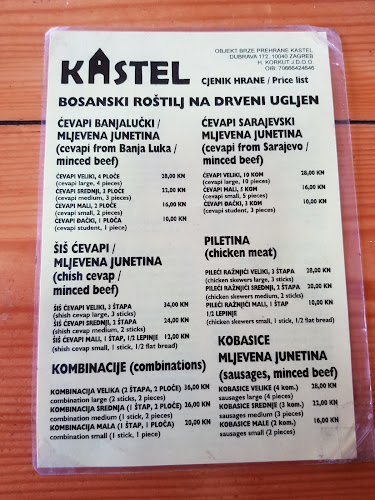 KASTEL
OBJEKT BRZE PREHRANE KASTEL
DUBRAVA 172, 10040 ZAGREB
H. KORKUT J.D.O.O.
OIB: 70666424646
CJENIK HRANE / Price list
BOSANSKI ROŠTILJ NA DRVENI UGLJEN
ĆEVAPI BANJALUČKI /
MLJEVENA JUNETINA
(cevapi from Banja Luka /
minced beef)
ĆEVAPI VELIKI, 4 PLOČE 28,00 KN
(cevapi large, 4 pieces)
ĆEVAPI SREDNJI, 3 PLOČE 22,00 KN
(cevapi medium, 3 pieces)
ĆEVAPI MALI, 2 PLOČE 16,00 KN
(cevapi small, 2 pieces)
ĆEVAPI ĐAČKI, 1 PLOČA 10,00 KN
(cevapi student, 1 piece)
ĆEVAPI SARAJEVSKI
MLJEVENA JUNETINA
(cevapi from Sarajevo /
minced beef)
ĆEVAPI VELIKI, 10 KOM 28,00 KN
(cevapi large, 10 pieces)
ĆEVAPI MALI, 5 KOM 16,00 KN
(cevapi small, 5 pieces)
ĆEVAPI ĐAČKI, 3 KOM 10,00 KN
(cevapi student, 3 pieces)
ŠIŠ ĆEVAPI /
MLJEVENA JUNETINA
(chish cevap /
minced beef)
ŠIŠ ĆEVAPI VELIKI, 3 ŠTAPA 34,00 KN
(shish cevap large, 3 sticks)
ŠIŠ ĆEVAPI SREDNJI, 2 ŠTAPA 24,00 KN
(shish cevap medium, 2 sticks)
ŠIŠ ĆEVAPI MALI, 1 ŠTAP, 1/2 LEPINJE 12,00 KN
(shish cevap small, 1 stick, 1/2 flat bread)
PILETINA
(chicken meat)
PILEĆI RAŽNJIĆI VELIKI, 3 ŠTAPA 28,00 KN
(chicken skewers large, 3 sticks)
PILEĆI RAŽNJIĆI SREDNJI, 2 ŠTAPA 20,00 KN
(chicken skewers medium, 2 sticks)
PILEĆI RAŽNJIĆI MALI, 1 ŠTAP 10,00 KN
1/2 LEPINJE
(chicken skewers small, 1 stick, 1/2 flat bread)
KOMBINACIJE (combinations)
KOMBINACIJA VELIKA (2 ŠTAPA, 2 PLOČE) 36,00 KN
combination large (2 sticks, 2 pieces)
KOMBINACIJA SREDNJA (1 ŠTAP, 2 PLOČE) 26,00 KN
combination medium (1 stick, 2 pieces)
KOMBINACIJA MALA (1 ŠTAP, 1 PLOČA) 20,00 KN
combination small (1 stick, 1 piece)
KOBASICE
MLJEVENA JUNETINA
(sausages, minced beef)
KOBASICE VELIKE (4 kom.) 28,00 KN
sausages large (4 pieces)
KOBASICE SREDNJE (3 kom.) 22,00 KN
sausages medium (3 pieces)
KOBASICE MALE (2 kom.) 16,00 KN
sausages small (2 pieces)